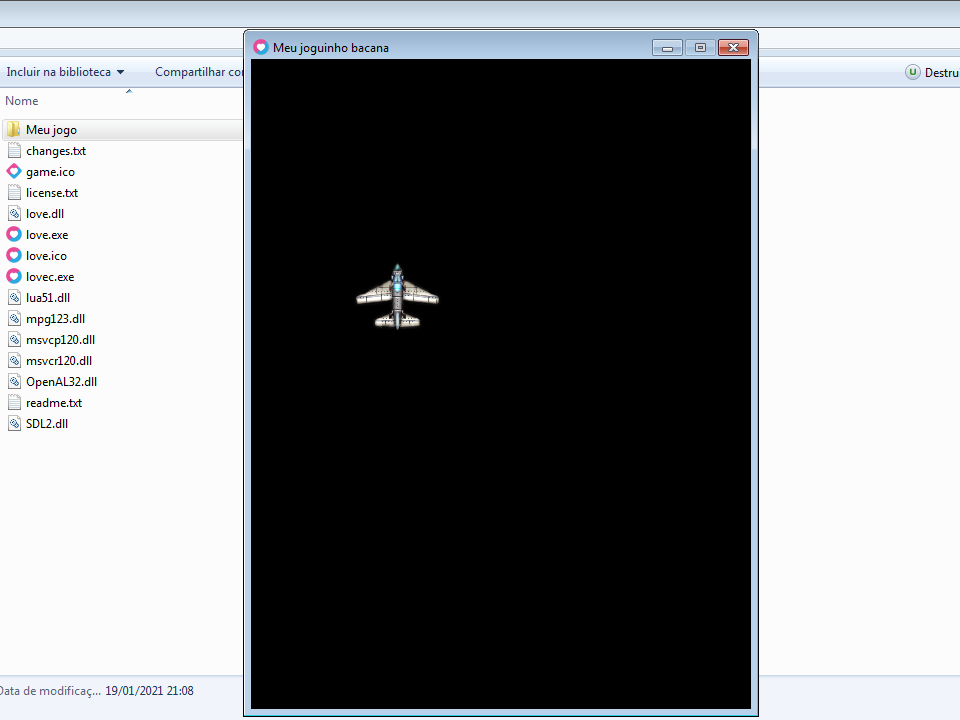 Meu joguinho bacana
Incluir na biblioteca
Compartilhar
Destru
Nome
Meu jogo
changes.txt
game.ico
license.txt
love.dll
love.exe
love.ico
lovec.exe
lua51.dll
mpg123.dll
msvcp120.dll
msvcr120.dll
OpenAL32.dll
readme.txt
SDL2.dll
Data de modificaç... 19/01/2021 21:08